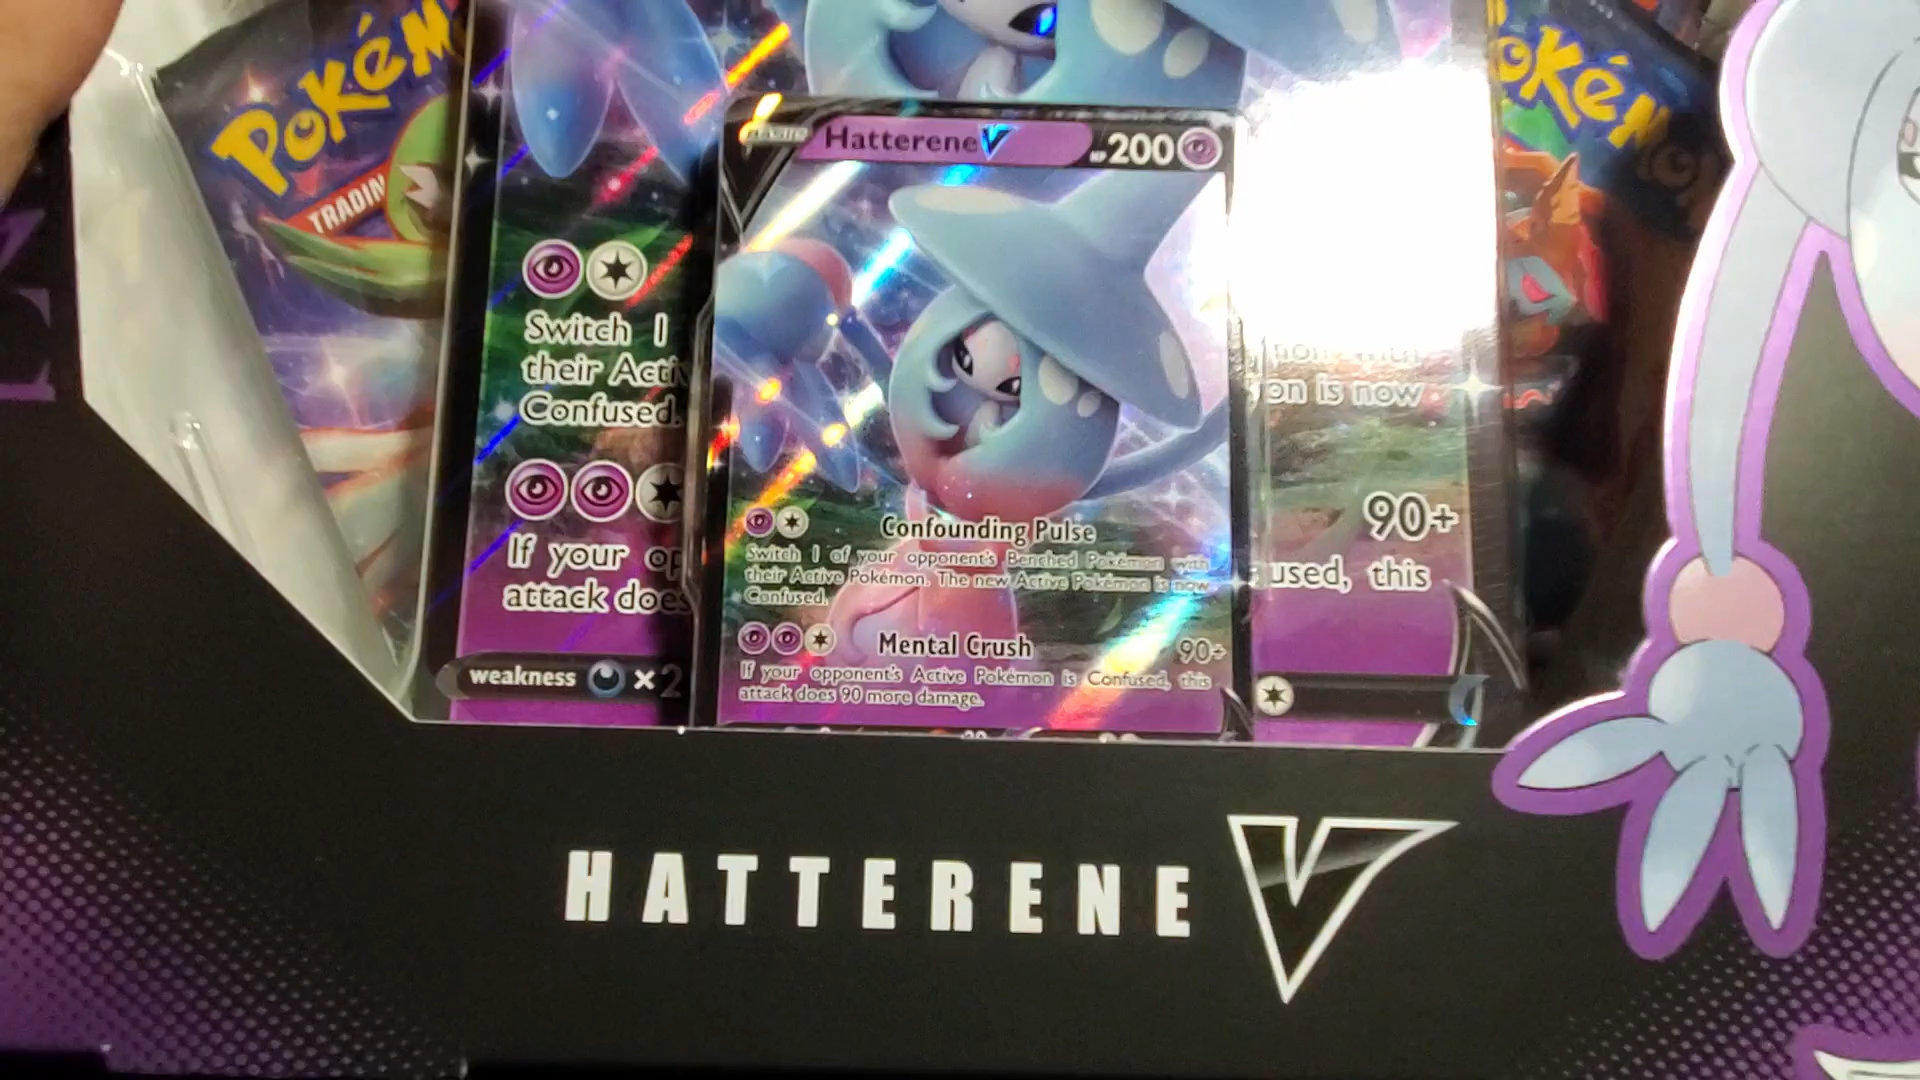 Pokém
TRADIN
Pokém
Hatterene V
HP 200
Switch 1
their Acti
Confused.
on is now
90+
If your op
used, this
attack does
weakness ×2
Confounding Pulse
Switch 1 of your opponent's Benched Pokémon with
their Active Pokémon. The new Active Pokémon is now
Confused.
Mental Crush 90+
If your opponent's Active Pokémon is Confused, this
attack does 90 more damage.
HATTERENE V